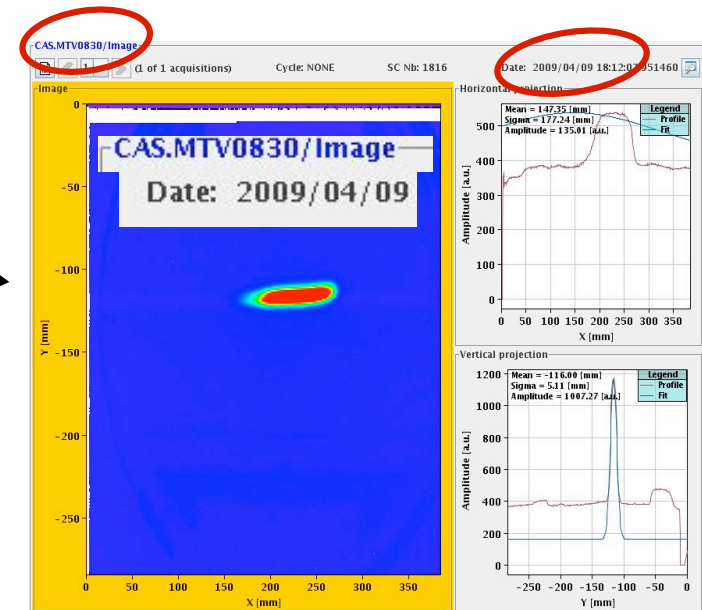 CAS.MTV0830/Image
1 (1 of 1 acquisitions) Cycle: NONE SC Nb: 1816 Date: 2009/04/09 18:12:07.951460
Image
CAS.MTV0830/Image
Date: 2009/04/09
0
-50
-100
-150
-200
-250
Y [mm]
0 50 100 150 200 250 300 350
X [mm]
Horizontal projection
Mean = 147.35 [mm]
Sigma = 177.24 [mm]
Amplitude = 135.01 [a.u.]
Legend
Profile
Fit
500
400
300
200
100
0
Amplitude [a.u.]
0 50 100 150 200 250 300 350
X [mm]
Vertical projection
Mean = -116.00 [mm]
Sigma = 5.11 [mm]
Amplitude = 1007.27 [a.u.]
Legend
Profile
Fit
1200
1000
800
600
400
200
0
Amplitude [a.u.]
-250 -200 -150 -100 -50 0
Y [mm]